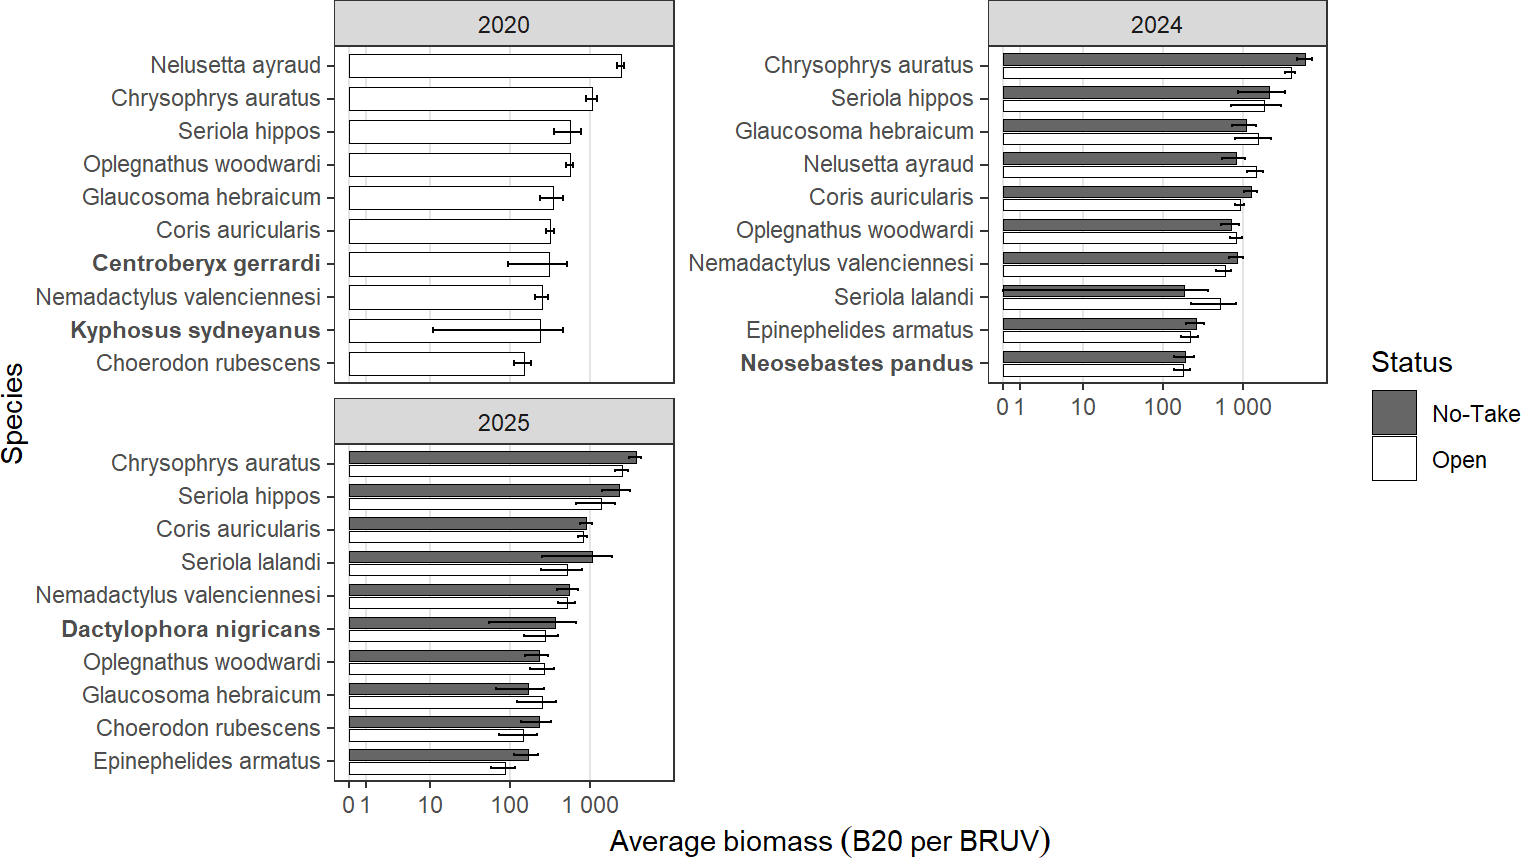 2020
Nelusetta ayraud
Chrysophrys auratus
Seriola hippos
Oplegnathus woodwardi
Glaucosoma hebraicum
Coris auricularis
Centroberyx gerrardi
Nemadactylus valenciennesi
Kyphosus sydneyanus
Choerodon rubescens
2024
Chrysophrys auratus
Seriola hippos
Glaucosoma hebraicum
Nelusetta ayraud
Coris auricularis
Oplegnathus woodwardi
Nemadactylus valenciennesi
Seriola lalandi
Epinephelides armatus
Neosebastes pandus
0 1 10 100 1 000
2025
Chrysophrys auratus
Seriola hippos
Coris auricularis
Seriola lalandi
Nemadactylus valenciennesi
Dactylophora nigricans
Oplegnathus woodwardi
Glaucosoma hebraicum
Choerodon rubescens
Epinephelides armatus
0 1 10 100 1 000
Species
Average biomass (B20 per BRUV)
Status
No-Take
Open